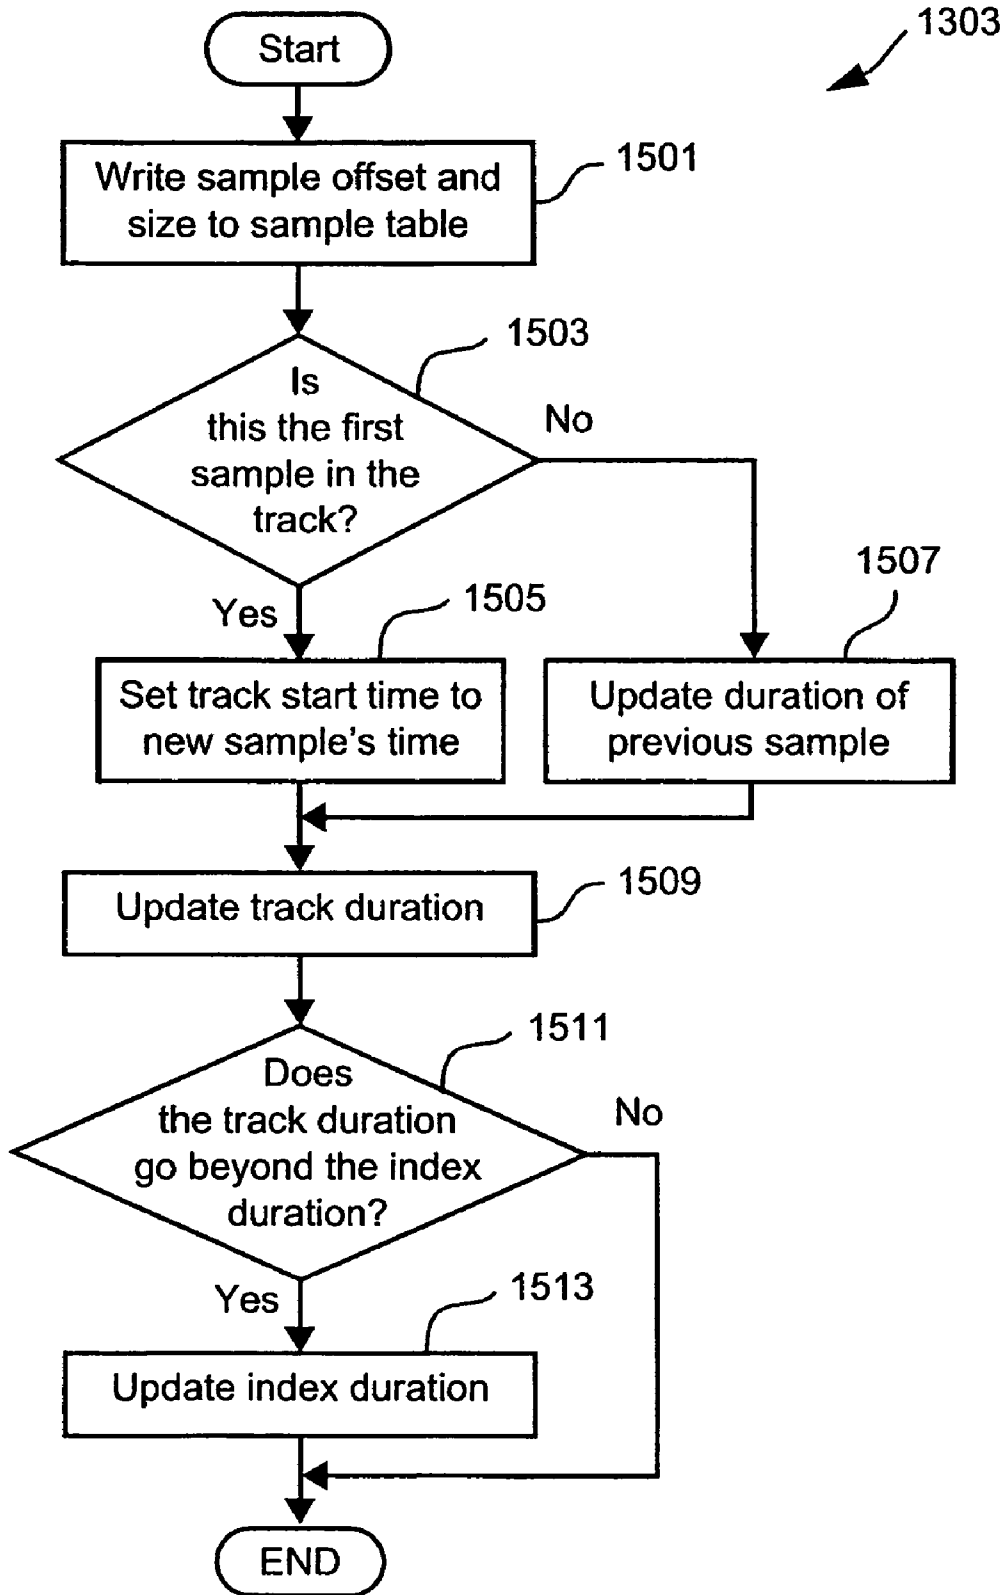 1303
Start
1501
Write sample offset and
size to sample table
1503
Is
this the first
sample in the
track?
No
Yes
1505
1507
Set track start time to
new sample's time
Update duration of
previous sample
1509
Update track duration
1511
Does
the track duration
go beyond the index
duration?
No
Yes
1513
Update index duration
END